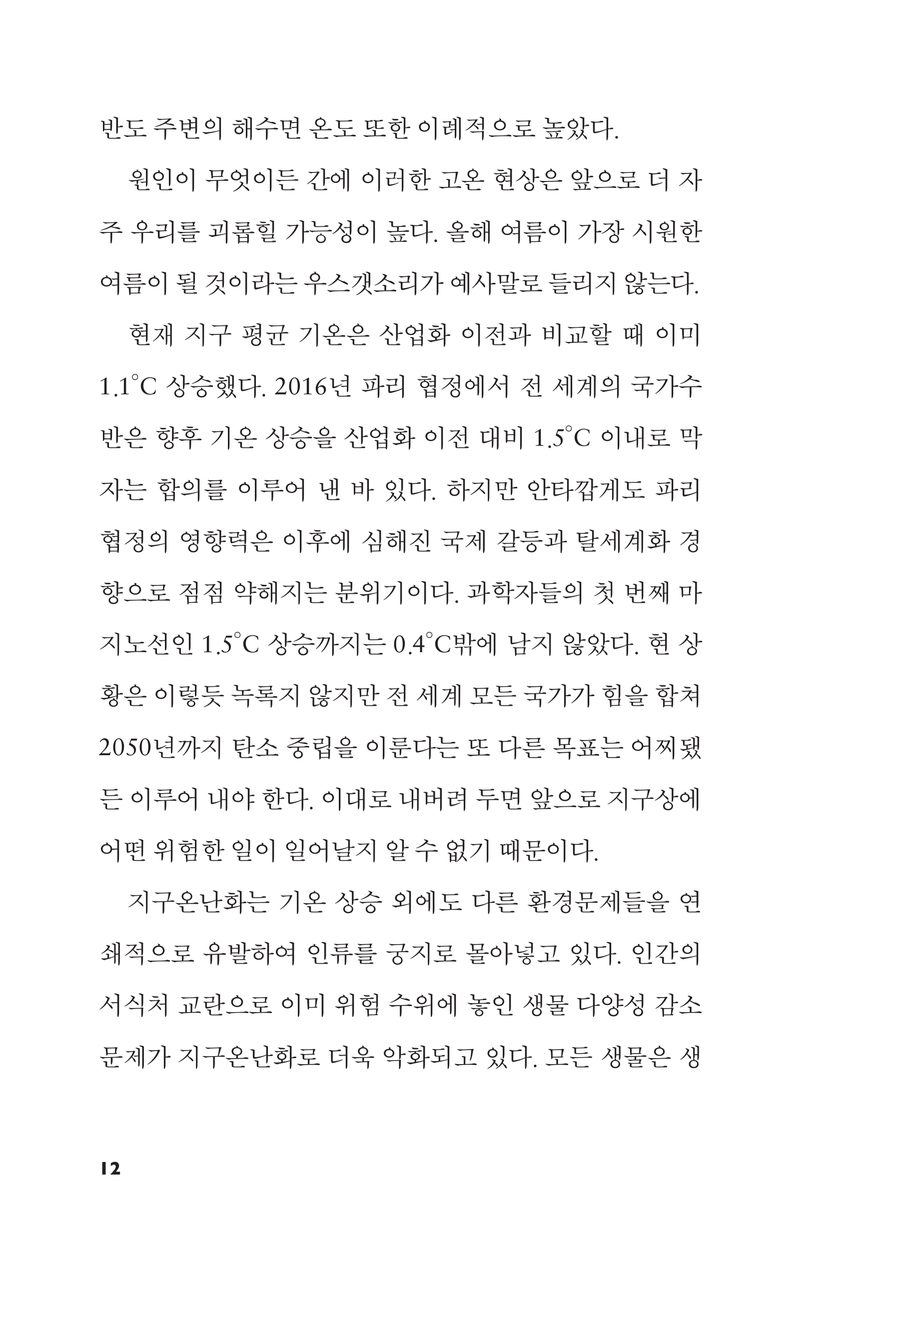 반도 주변의 해수면 온도 또한 이례적으로 높았다.
원인이 무엇이든 간에 이러한 고온 현상은 앞으로 더 자
주 우리를 괴롭힐 가능성이 높다. 올해 여름이 가장 시원한
여름이 될 것이라는 우스갯소리가 예사말로 들리지 않는다.
현재 지구 평균 기온은 산업화 이전과 비교할 때 이미
1.1°C 상승했다. 2016년 파리 협정에서 전 세계의 국가수
반은 향후 기온 상승을 산업화 이전 대비 1.5°C 이내로 막
자는 합의를 이루어 낸 바 있다. 하지만 안타깝게도 파리
협정의 영향력은 이후에 심해진 국제 갈등과 탈세계화 경
향으로 점점 약해지는 분위기이다. 과학자들의 첫 번째 마
지노선인 1.5°C 상승까지는 0.4°C밖에 남지 않았다. 현 상
황은 이렇듯 녹록지 않지만 전 세계 모든 국가가 힘을 합쳐
2050년까지 탄소 중립을 이룬다는 또 다른 목표는 어찌됐
든 이루어 내야 한다. 이대로 내버려 두면 앞으로 지구상에
어떤 위험한 일이 일어날지 알 수 없기 때문이다.
지구온난화는 기온 상승 외에도 다른 환경문제들을 연
쇄적으로 유발하여 인류를 궁지로 몰아넣고 있다. 인간의
서식처 교란으로 이미 위험 수위에 놓인 생물 다양성 감소
문제가 지구온난화로 더욱 악화되고 있다. 모든 생물은 생
12